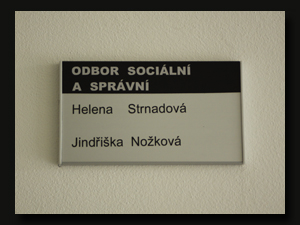 ODBOR SOCIÁLNÍ
A SPRÁVNÍ
Helena Strnadová
Jindřiška Nožková